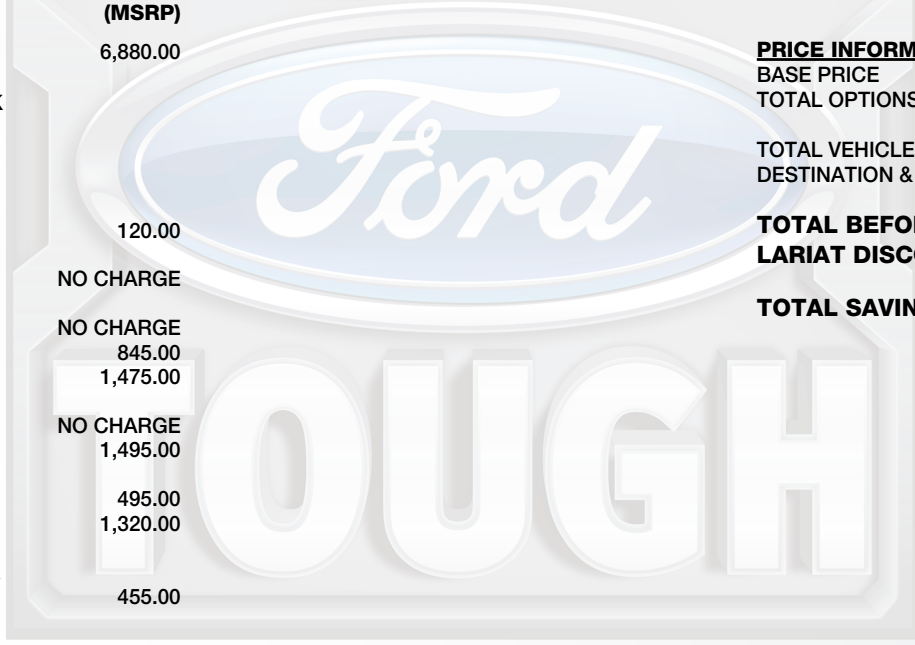 (MSRP)
6,880.00
120.00
NO CHARGE
NO CHARGE
845.00
1,475.00
NO CHARGE
1,495.00
495.00
1,320.00
455.00
PRICE INFORM
BASE PRICE
TOTAL OPTIONS
TOTAL VEHICLE
DESTINATION &
TOTAL BEFO
LARIAT DISC
TOTAL SAVIN
Ford
TOUGH